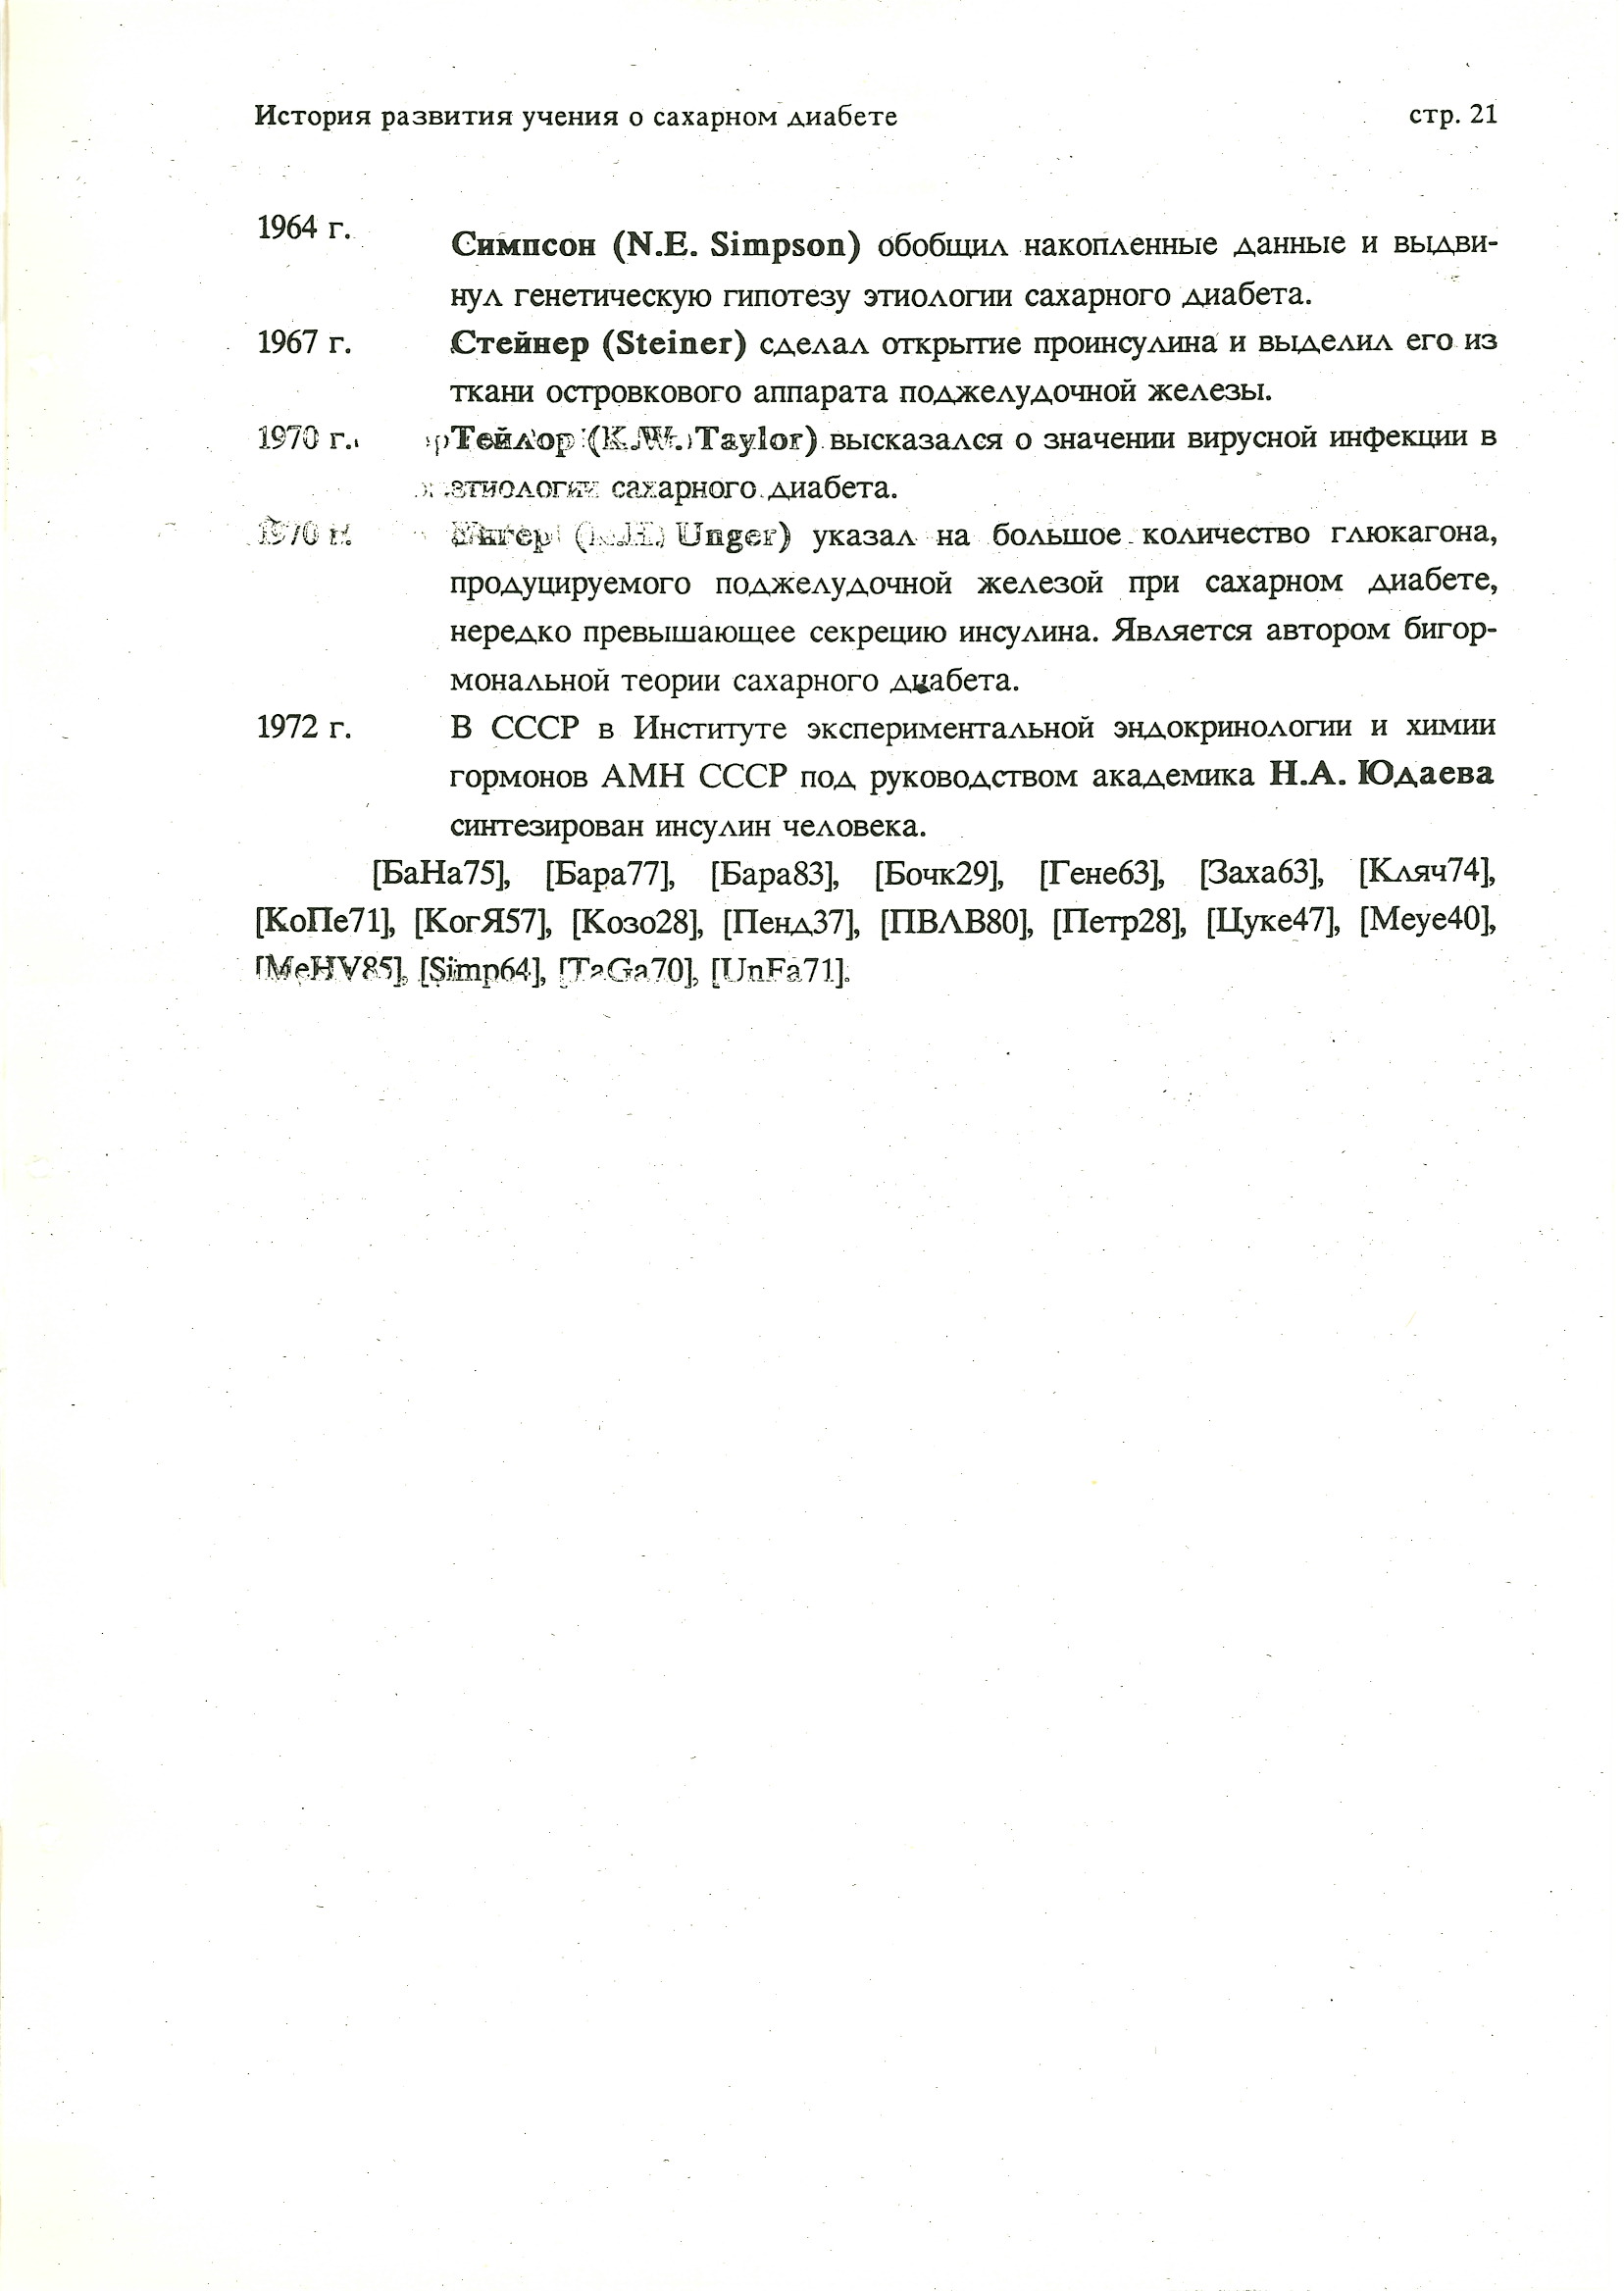 История развития учения о сахарном диабете стр. 21
1964 г. Симпсон (N.E. Simpson) обобщил накопленные данные и выдви-
нул генетическую гипотезу этиологии сахарного диабета.
1967 г. Стейнер (Steiner) сделал открытие проинсулина и выделил его из
ткани островкового аппарата поджелудочной железы.
1970 г. Тейлор (K.W. Taylor) высказался о значении вирусной инфекции в
этиологии сахарного диабета.
1970 г. Унгер Unger) указал на большое количество глюкагона,
продуцируемого поджелудочной железой при сахарном диабете,
нередко превышающее секрецию инсулина. Является автором бигор-
мональной теории сахарного диабета.
1972 г. В СССР в Институте экспериментальной эндокринологии и химии
гормонов АМН СССР под руководством академика Н.А. Юдаева
синтезирован инсулин человека.
[БаНа75], [Бара77], [Бара83], [Бочк29], [Гене63], [Заха63], [Кляч74],
[КоПе71], [КогЯ57], [Козо28], [Пенд37], [ПВЛВ80], [Петр28], [Цуке47], [Meye40],
[MeHV85], [Simp64], [TaGa70], [UnFa71].